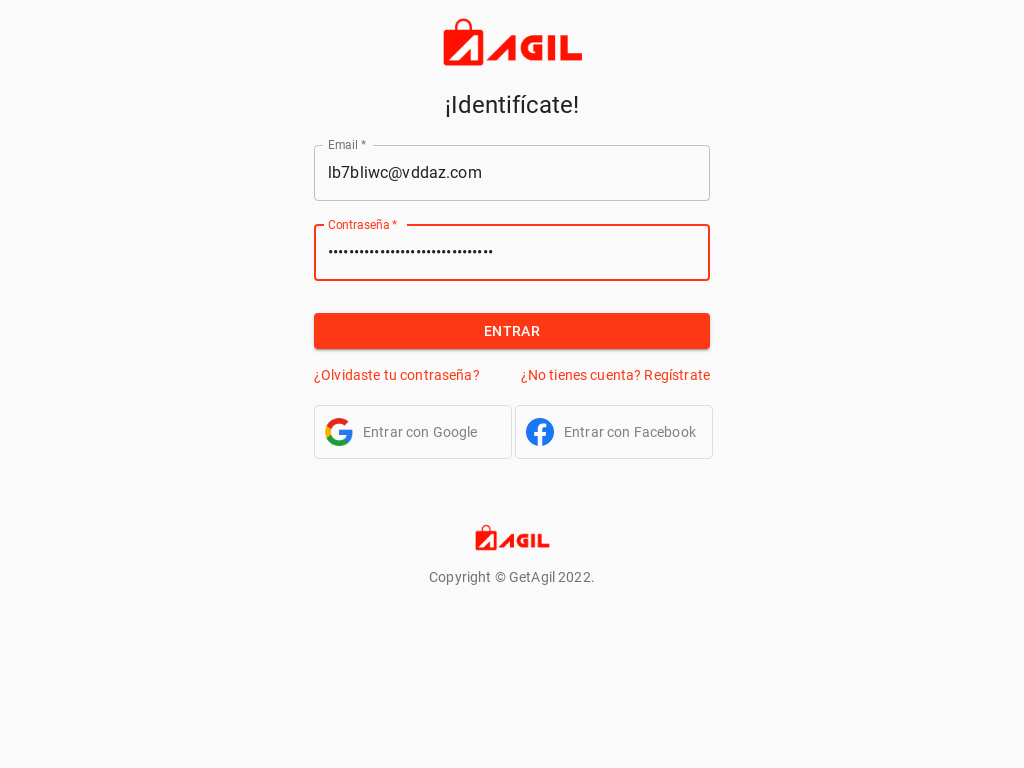 AGIL
¡Identifícate!
Email *
lb7bliwc@vddaz.com
Contraseña *
••••••••••••••••••••••••••••••••
ENTRAR
¿Olvidaste tu contraseña? ¿No tienes cuenta? Regístrate
Entrar con Google Entrar con Facebook
AGIL
Copyright © GetAgil 2022.